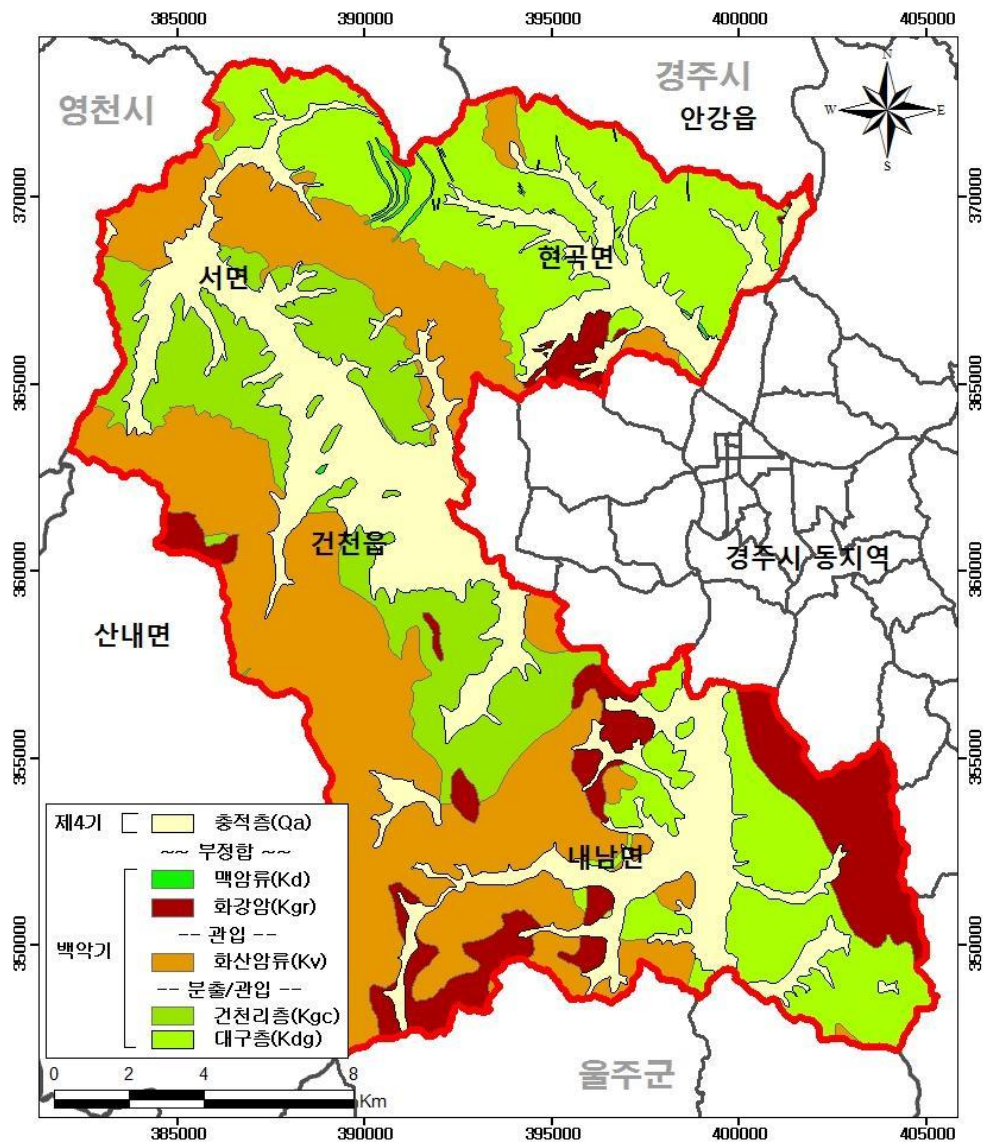 385000 390000 395000 400000 405000
영천시
경주시
안강읍
N
W E
S
370000 370000
현곡면
서면
365000 365000
건천읍
경주시 동지역
360000 360000
산내면
355000 355000
내남면
350000 350000
제4기 충적층(Qa)
~~ 부정합 ~~
맥암류(Kd)
화강암(Kgr)
-- 관입 --
백악기
화산암류(Kv)
-- 분출/관입 --
건천리층(Kgc)
대구층(Kdg)
울주군
0 2 4 8
Km
385000 390000 395000 400000 405000